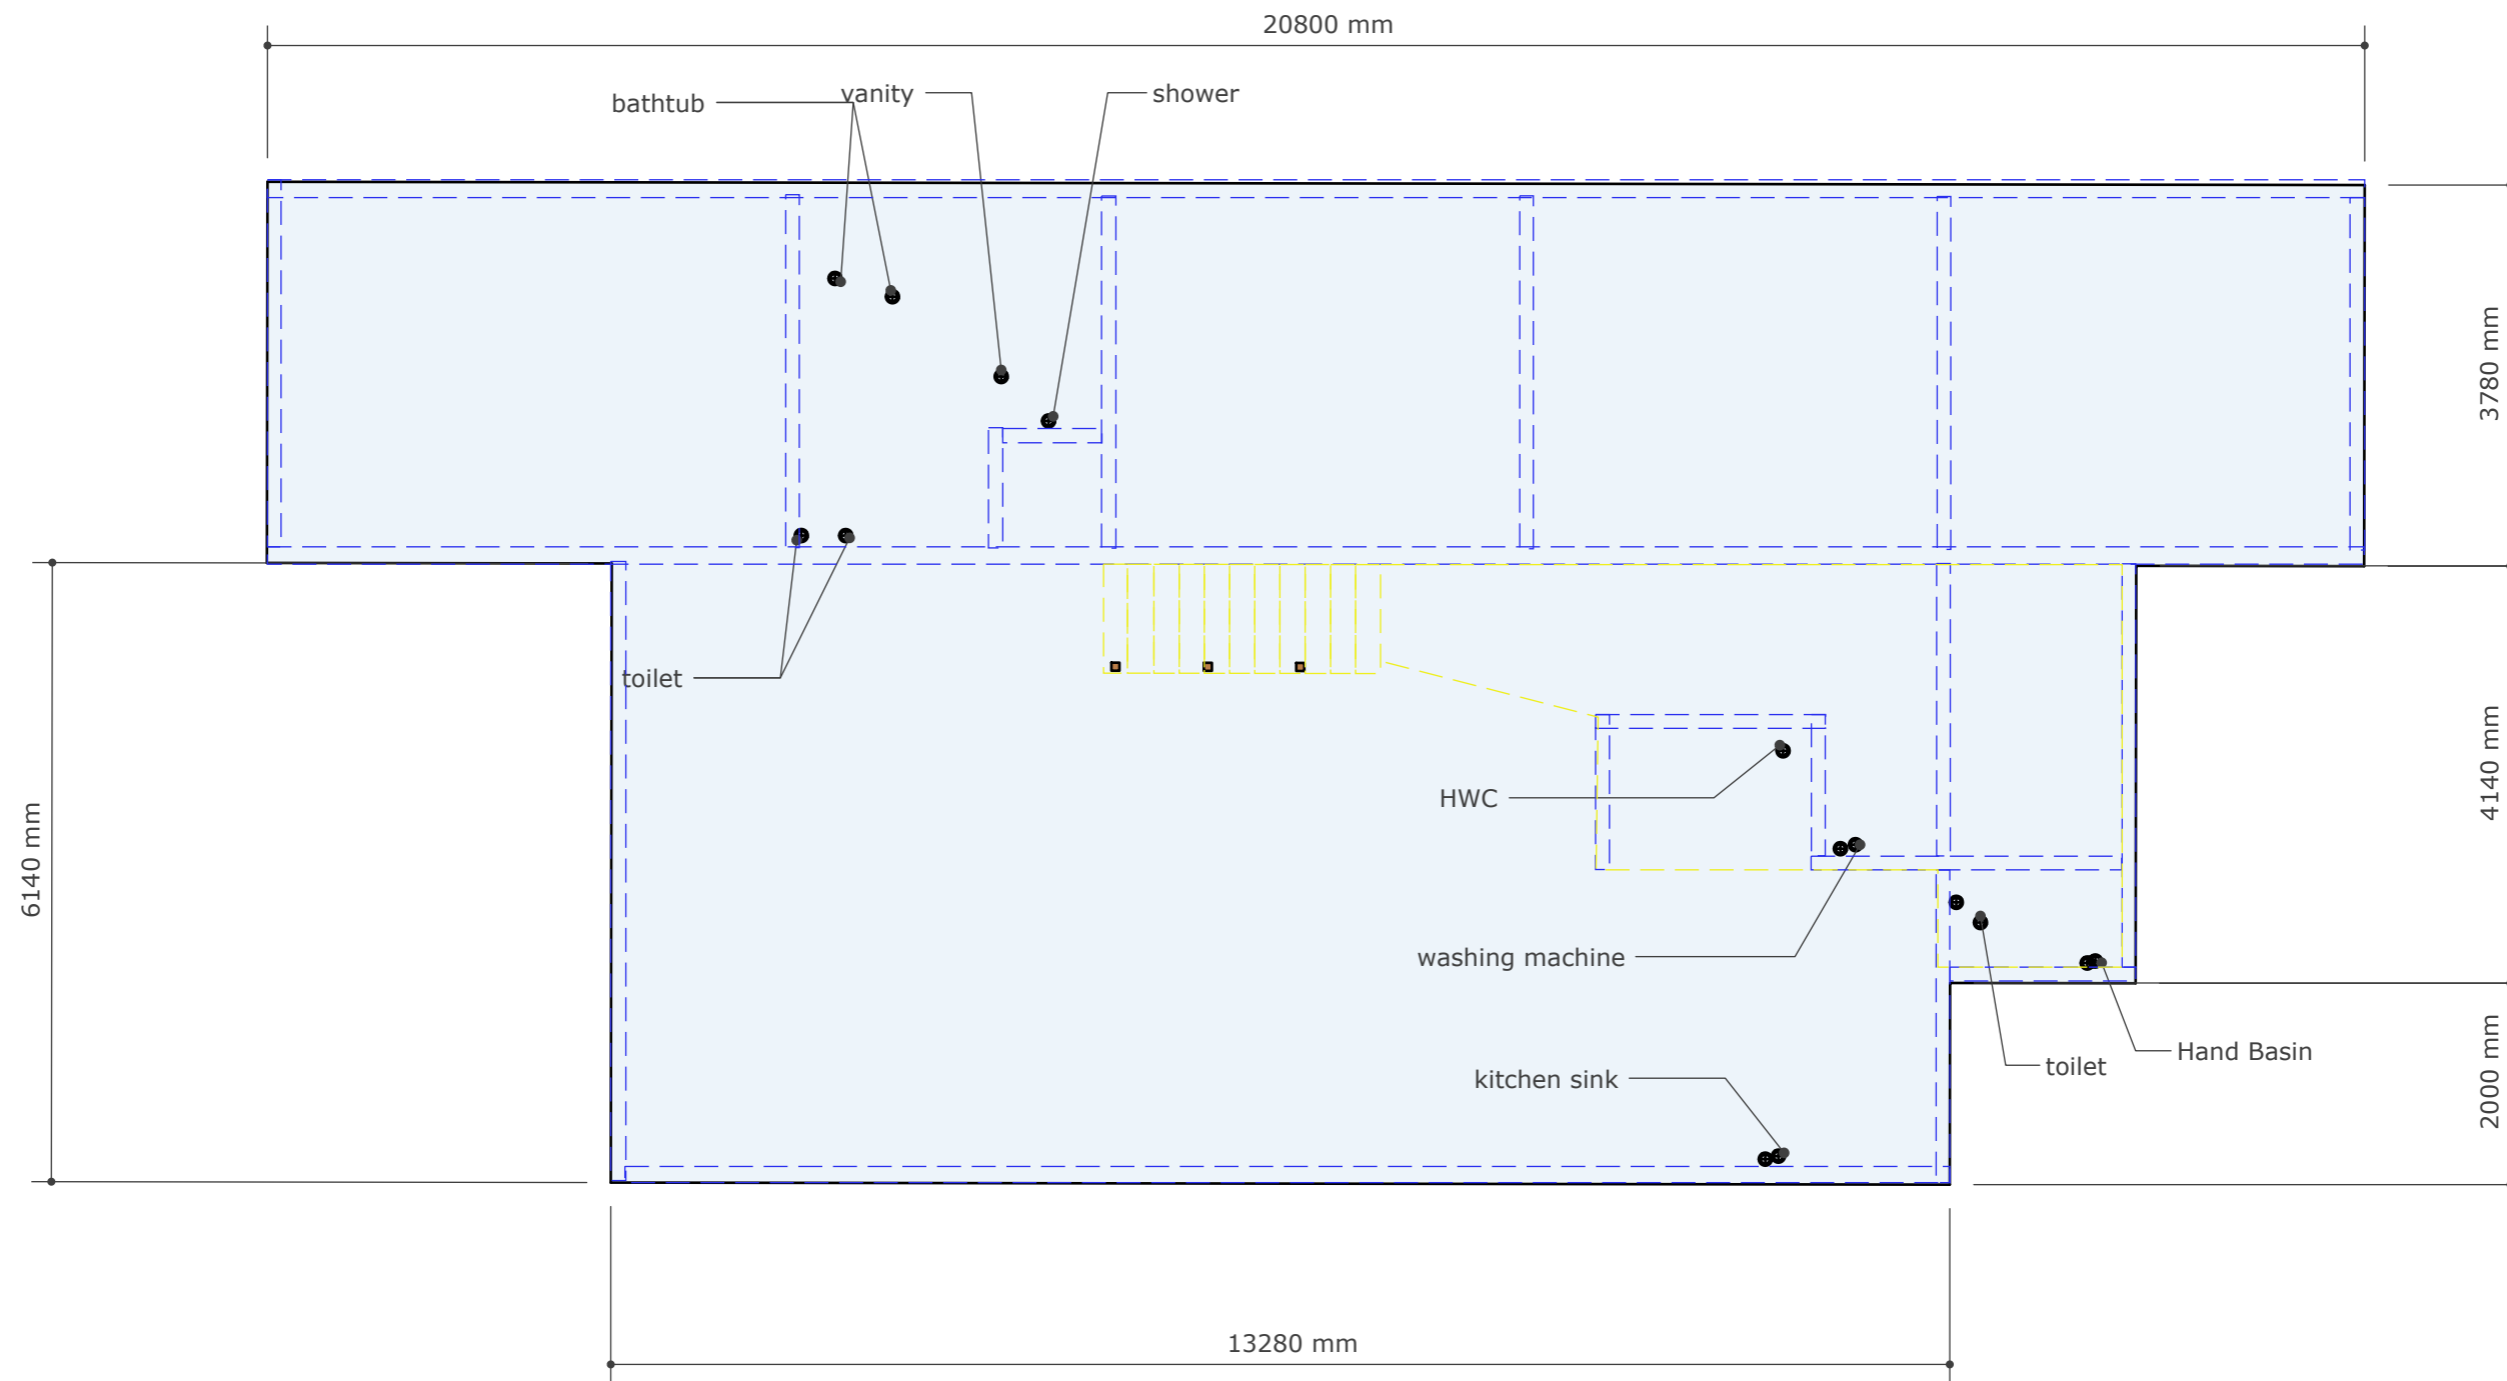 20800 mm
bathtub
vanity
shower
3780 mm
toilet
4140 mm
HWC
6140 mm
washing machine
Hand Basin
toilet
kitchen sink
2000 mm
13280 mm